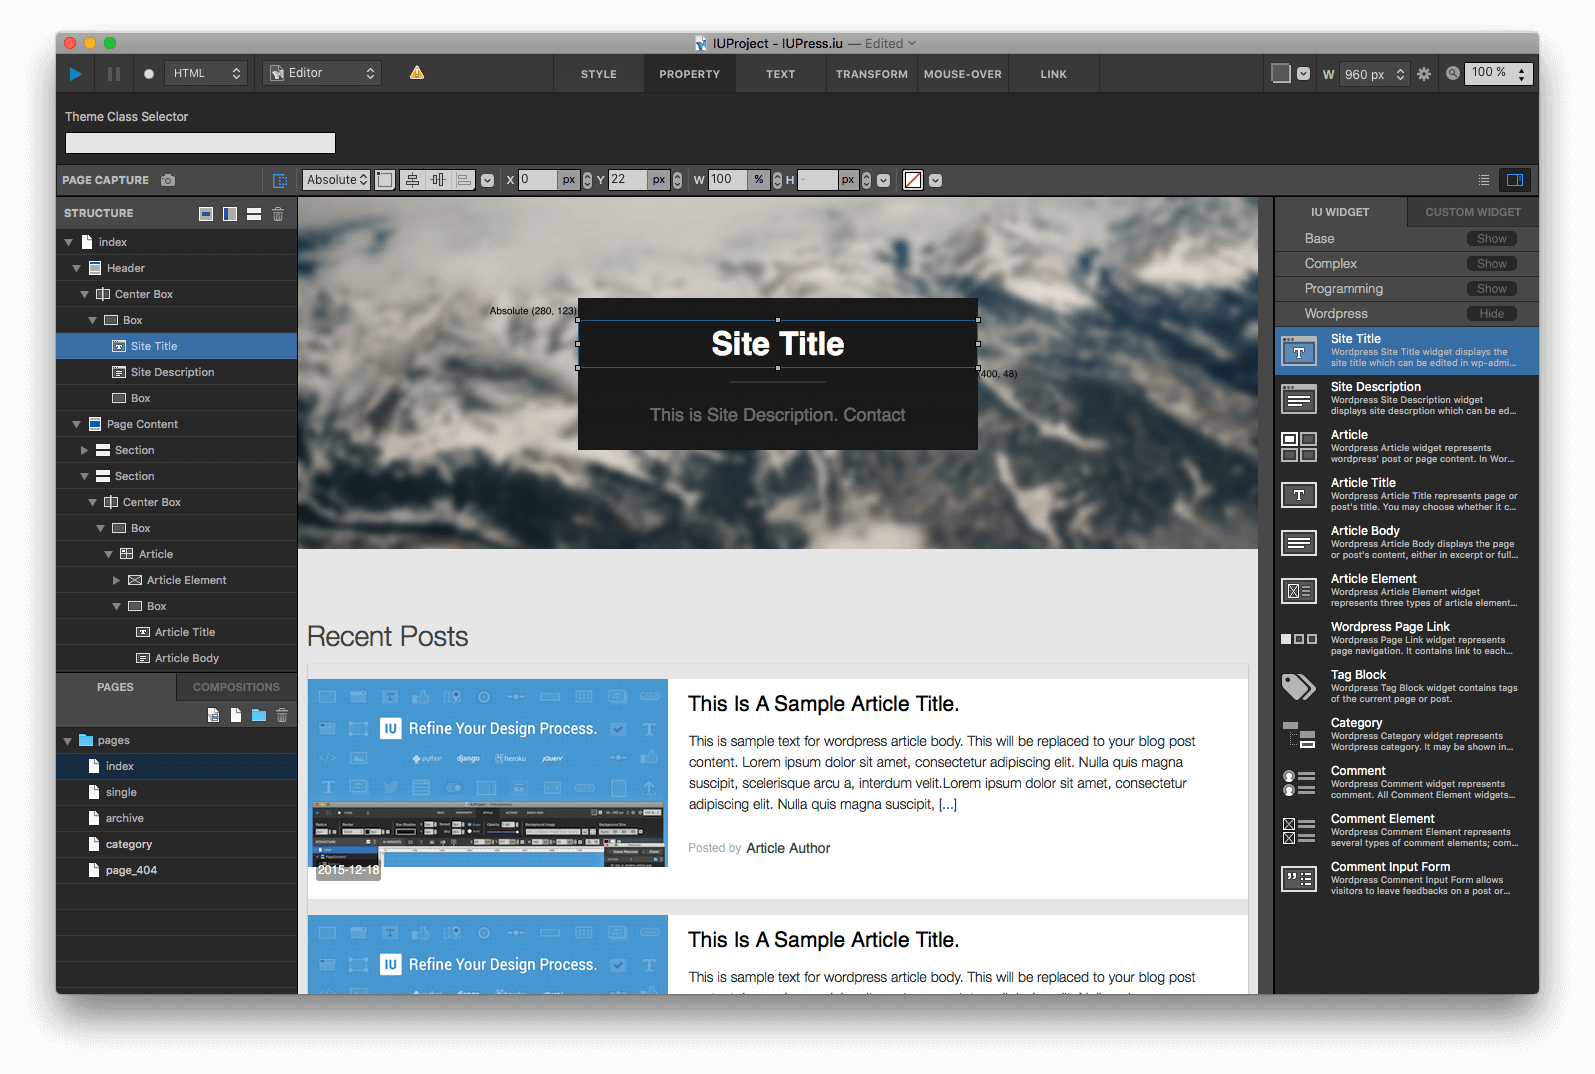 IUProject - IUPress.iu — Edited
HTML
Editor
STYLE
PROPERTY
TEXT
TRANSFORM
MOUSE-OVER
LINK
W 960 px
100 %
Theme Class Selector
PAGE CAPTURE
Absolute
X 0 px
Y 22 px
W 100 %
H - px
STRUCTURE
index
Header
Center Box
Box
Site Title
Site Description
Box
Page Content
Section
Section
Center Box
Box
Article
Article Element
Box
Article Title
Article Body
PAGES
COMPOSITIONS
pages
index
single
archive
category
page_404
Absolute (280, 123)
Site Title
(400, 48)
This is Site Description. Contact
Recent Posts
IU Refine Your Design Process.
python
django
heroku
jQuery
2015-12-18
This Is A Sample Article Title.
This is sample text for wordpress article body. This will be replaced to your blog post
content. Lorem ipsum dolor sit amet, consectetur adipiscing elit. Nulla quis magna
suscipit, scelerisque arcu a, interdum velit.Lorem ipsum dolor sit amet, consectetur
adipiscing elit. Nulla quis magna suscipit, [...]
Posted by Article Author
IU Refine Your Design Process.
This Is A Sample Article Title.
This is sample text for wordpress article body. This will be replaced to your blog post
IU WIDGET
CUSTOM WIDGET
Base Show
Complex Show
Programming Show
Wordpress Hide
Site Title
Wordpress Site Title widget displays the
site title which can be edited in wp-admi...
Site Description
Wordpress Site Description widget
displays site descrption which can be ed...
Article
Wordpress Article widget represents
wordpress' post or page content. In Wor...
Article Title
Wordpress Article Title represents page or
post's title. You may choose whether it c...
Article Body
Wordpress Article Body displays the page
or post's content, either in excerpt or full...
Article Element
Wordpress Article Element widget
represents three types of article element...
Wordpress Page Link
Wordpress Page Link widget represents
page navigation. It contains link to each...
Tag Block
Wordpress Tag Block widget contains tags
of the current page or post.
Category
Wordpress Category widget represents
Wordpress category. It may be shown in...
Comment
Wordpress Comment widget represents
comment. All Comment Element widgets...
Comment Element
Wordpress Comment Element represents
several types of comment elements; com...
Comment Input Form
Wordpress Comment Input Form allows
visitors to leave feedbacks on a post or...